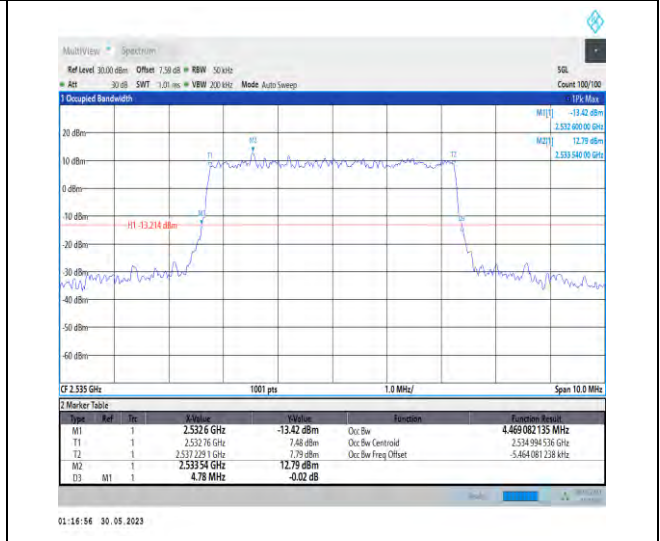 MultiView Spectrum
Ref Level 30.00 dBm Offset 7.58 dB RBW 50 kHz SGL
Att 30 dB SWT 1.01 ms VBW 200 kHz Mode Auto Sweep Count 100/100
1 Occupied Bandwidth 1Pk Max
M1[1] -13.42 dBm
2.532 600 00 GHz
M2[1] 12.79 dBm
2.533 540 00 GHz
20 dBm
M2
T1 T2
10 dBm
0 dBm
-10 dBm
M1 D3
H1 -13.214 dBm
-20 dBm
-30 dBm
-40 dBm
-50 dBm
-60 dBm
CF 2.535 GHz 1001 pts 1.0 MHz/ Span 10.0 MHz
2 Marker Table
Type Ref Trc X-Value Y-Value Function Function Result
M1 1 2.532 6 GHz -13.42 dBm Occ Bw 4.469 082 135 MHz
T1 1 2.532 76 GHz 7.48 dBm Occ Bw Centroid 2.534 994 536 GHz
T2 1 2.537 229 1 GHz 7.79 dBm Occ Bw Freq Offset -5.464 081 238 kHz
M2 1 2.533 54 GHz 12.79 dBm
D3 M1 1 4.78 MHz -0.02 dB
01:16:56 30.05.2023